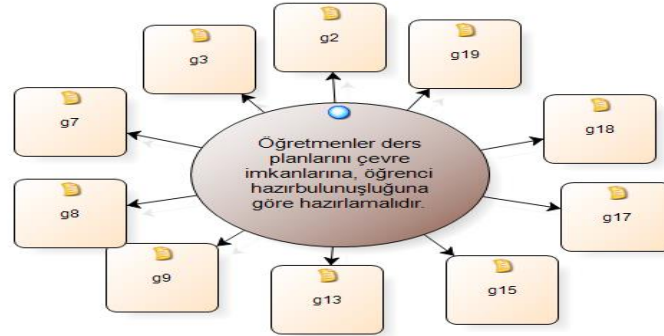 g2
g3
g19
g7
g18
Öğretmenler ders
planlarını çevre
imkanlarına, öğrenci
hazırbulunuşluğuna
göre hazırlamalıdır.
g8
g17
g9
g13
g15